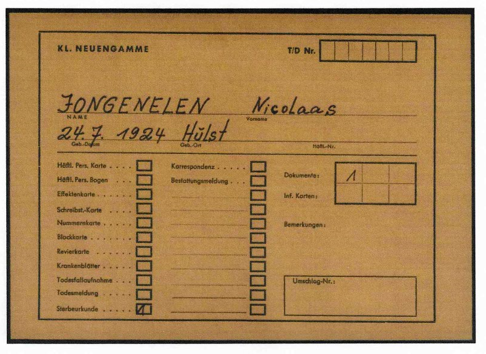 KL. NEUENGAMME
T/D Nr.
JONGENELEN Nicolaas
NAME Vorname
24.7. 1924 Hülst
Geb.-Datum Geb.-Ort Häftl.-Nr.
Häftl. Pers. Karte . . . . Korrespondenz . . . . .
Häftl. Pers. Bogen . . . Bestattungsmeldung . . . Dokumente: 1
Effektenkarte . . . . . Inf. Karten:
Schreibst.-Karte . . . .
Nummernkarte . . . . Bemerkungen:
Blockkarte . . . . . .
Revierkarte . . . . .
Krankenblätter . . . . .
Todesfallaufnahme . . . Umschlag-Nr.:
Todesmeldung . . . .
Sterbeurkunde . . . . . 1